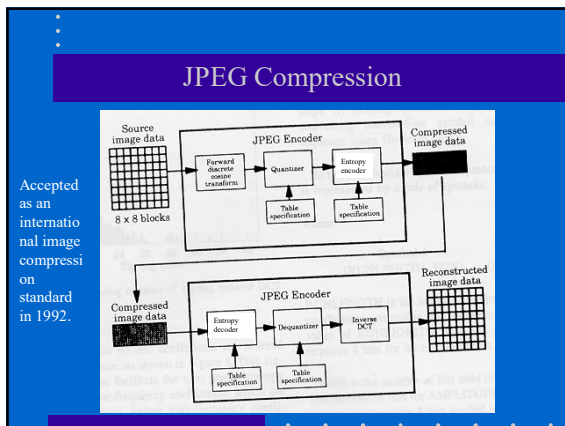 JPEG Compression
Accepted
as an
internatio
nal image
compressi
on
standard
in 1992.
Source
image data
8 x 8 blocks
JPEG Encoder
Forward
discrete
cosine
transform
Quantizer
Entropy
encoder
Table
specification
Table
specification
Compressed
image data
Compressed
image data
JPEG Encoder
Entropy
decoder
Dequantizer
Inverse
DCT
Table
specification
Table
specification
Reconstructed
image data